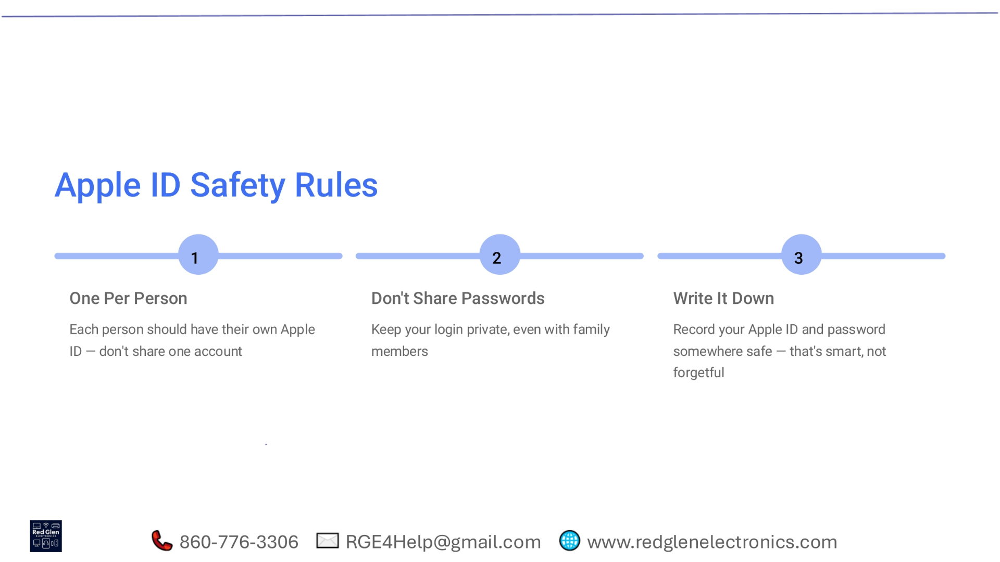 Apple ID Safety Rules
1
2
3
One Per Person
Each person should have their own Apple
ID — don't share one account
Don't Share Passwords
Keep your login private, even with family
members
Write It Down
Record your Apple ID and password
somewhere safe — that's smart, not
forgetful
.
Red Glen
ELECTRONICS
860-776-3306
RGE4Help@gmail.com
www.redglenelectronics.com